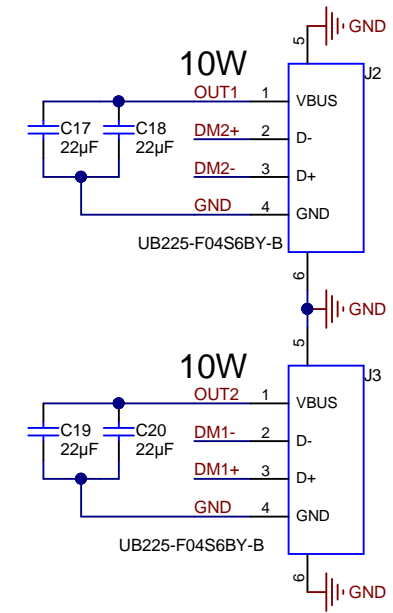 5
GND
10W
J2
OUT1 1 VBUS
C17 C18
22µF 22µF
DM2+ 2 D-
DM2- 3 D+
GND 4 GND
UB225-F04S6BY-B
6
GND
5
10W
J3
OUT2 1 VBUS
C19 C20
22µF 22µF
DM1- 2 D-
DM1+ 3 D+
GND 4 GND
UB225-F04S6BY-B
6
GND